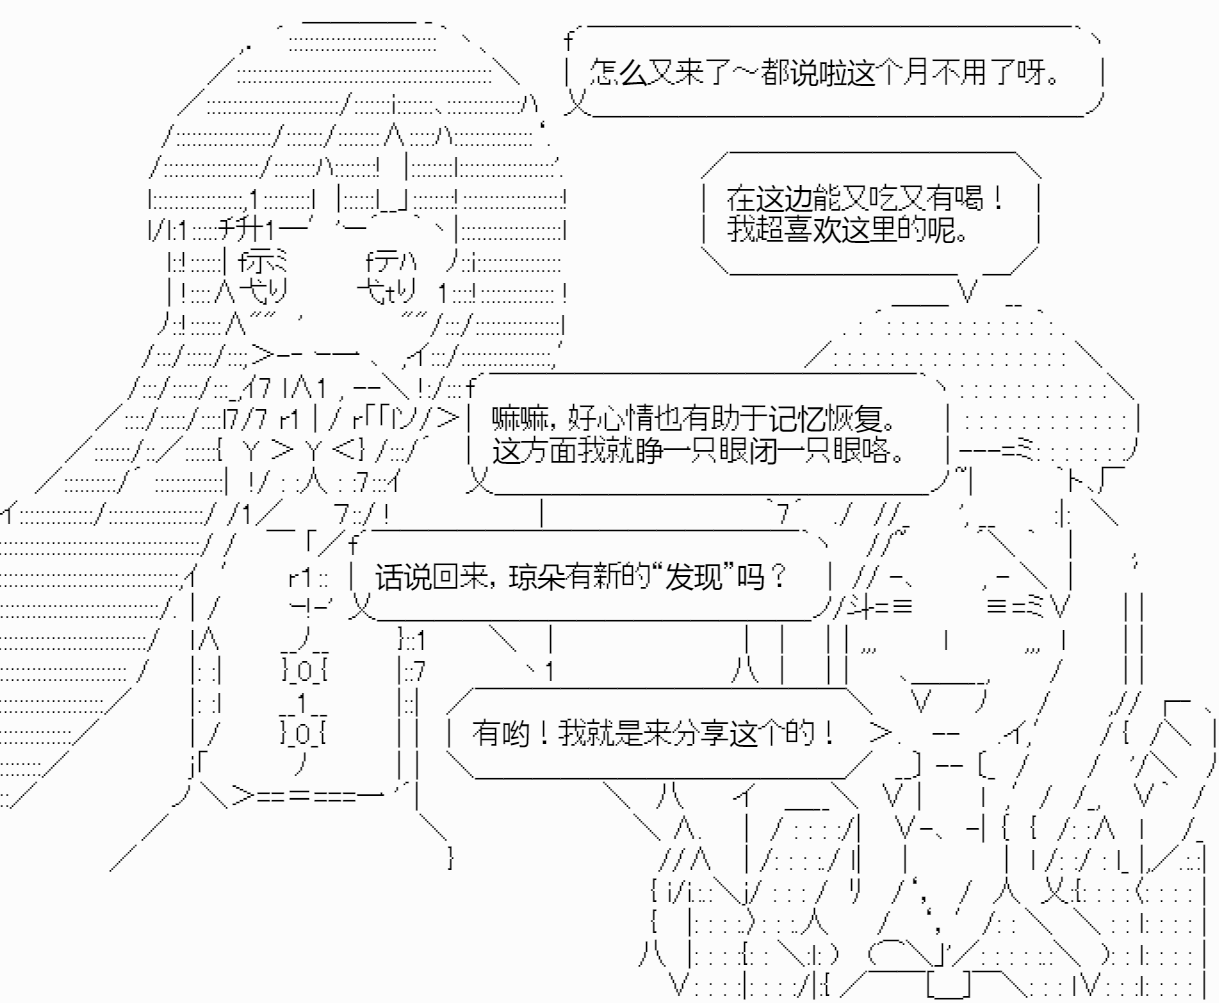 怎么又来了～都说啦这个月不用了呀。
在这边能又吃又有喝！
我超喜欢这里的呢。
嘛嘛，好心情也有助于记忆恢复。
这方面我就睁一只眼闭一只眼咯。
话说回来，琼朵有新的“发现”吗？
有哟！我就是来分享这个的！